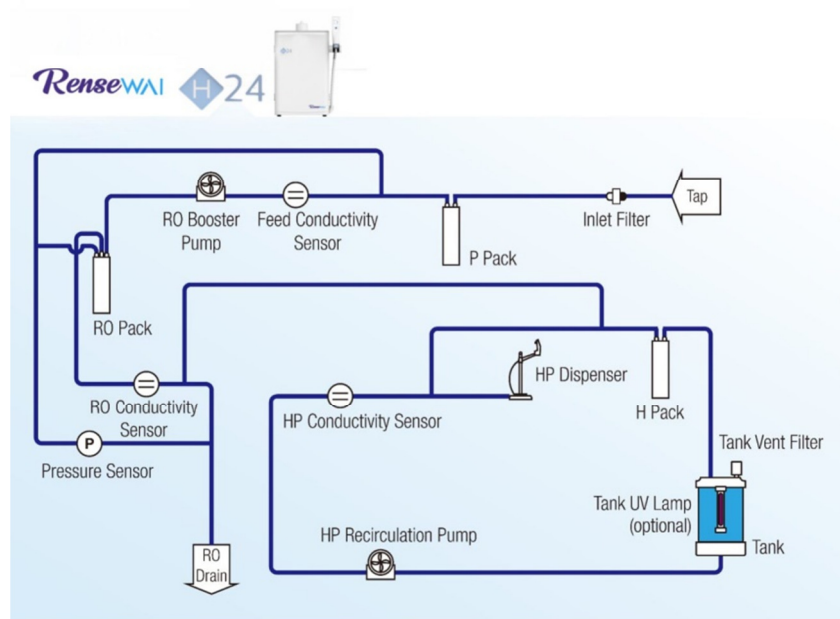 RenseWAI H24
Tap
RO Booster
Pump
Feed Conductivity
Sensor
Inlet Filter
P Pack
RO Pack
HP Dispenser
RO Conductivity
Sensor
HP Conductivity Sensor
H Pack
P
Pressure Sensor
Tank Vent Filter
Tank UV Lamp
(optional)
HP Recirculation Pump
Tank
RO
Drain